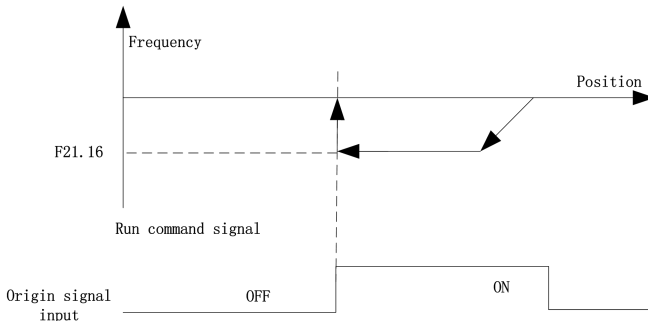 Frequency
Position
F21.16
Run command signal
OFF
ON
Origin signal
input